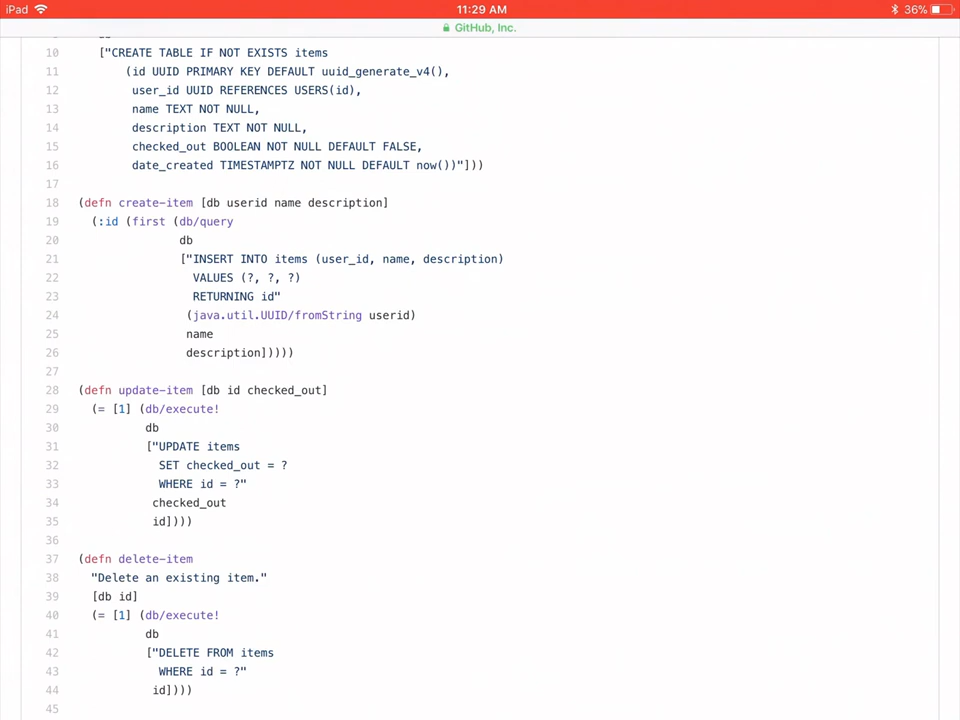 iPad 11:29 AM 36%
GitHub, Inc.
10 ["CREATE TABLE IF NOT EXISTS items
11 (id UUID PRIMARY KEY DEFAULT uuid_generate_v4(),
12 user_id UUID REFERENCES USERS(id),
13 name TEXT NOT NULL,
14 description TEXT NOT NULL,
15 checked_out BOOLEAN NOT NULL DEFAULT FALSE,
16 date_created TIMESTAMPTZ NOT NULL DEFAULT now())"]))
17
18 (defn create-item [db userid name description]
19 (:id (first (db/query
20 db
21 ["INSERT INTO items (user_id, name, description)
22 VALUES (?, ?, ?)
23 RETURNING id"
24 (java.util.UUID/fromString userid)
25 name
26 description]))))
27
28 (defn update-item [db id checked_out]
29 (= [1] (db/execute!
30 db
31 ["UPDATE items
32 SET checked_out = ?
33 WHERE id = ?"
34 checked_out
35 id])))
36
37 (defn delete-item
38 "Delete an existing item."
39 [db id]
40 (= [1] (db/execute!
41 db
42 ["DELETE FROM items
43 WHERE id = ?"
44 id])))
45